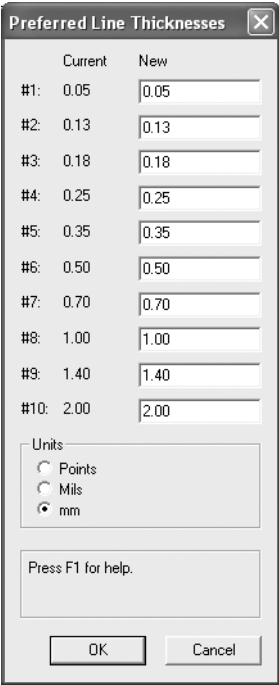 Preferred Line Thicknesses
Current New
#1: 0.05 0.05
#2: 0.13 0.13
#3: 0.18 0.18
#4: 0.25 0.25
#5: 0.35 0.35
#6: 0.50 0.50
#7: 0.70 0.70
#8: 1.00 1.00
#9: 1.40 1.40
#10: 2.00 2.00
Units
Points
Mils
mm
Press F1 for help.
OK Cancel